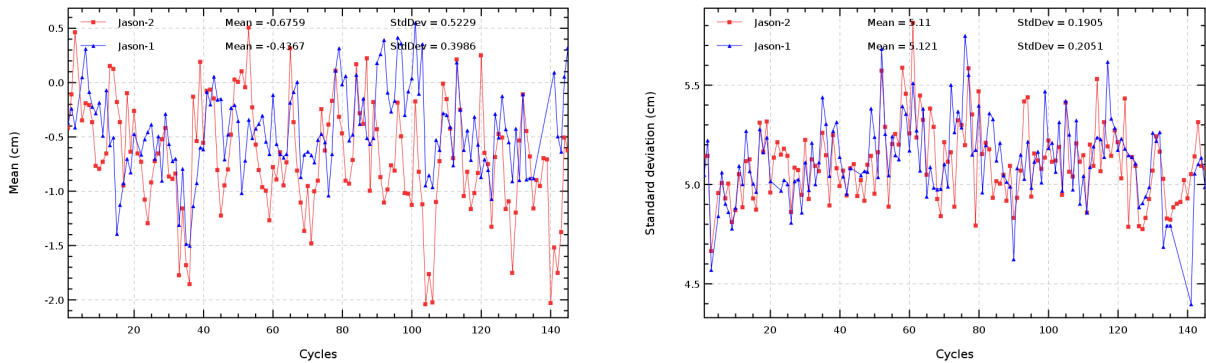 Jason-2 Mean = -0.6759 StdDev = 0.5229
Jason-1 Mean = -0.4367 StdDev = 0.3986
0.5
0.0
-0.5
-1.0
-1.5
-2.0
Mean (cm)
20 40 60 80 100 120 140
Cycles
Jason-2 Mean = 5.11 StdDev = 0.1905
Jason-1 Mean = 5.121 StdDev = 0.2051
5.5
5.0
4.5
Standard deviation (cm)
20 40 60 80 100 120 140
Cycles